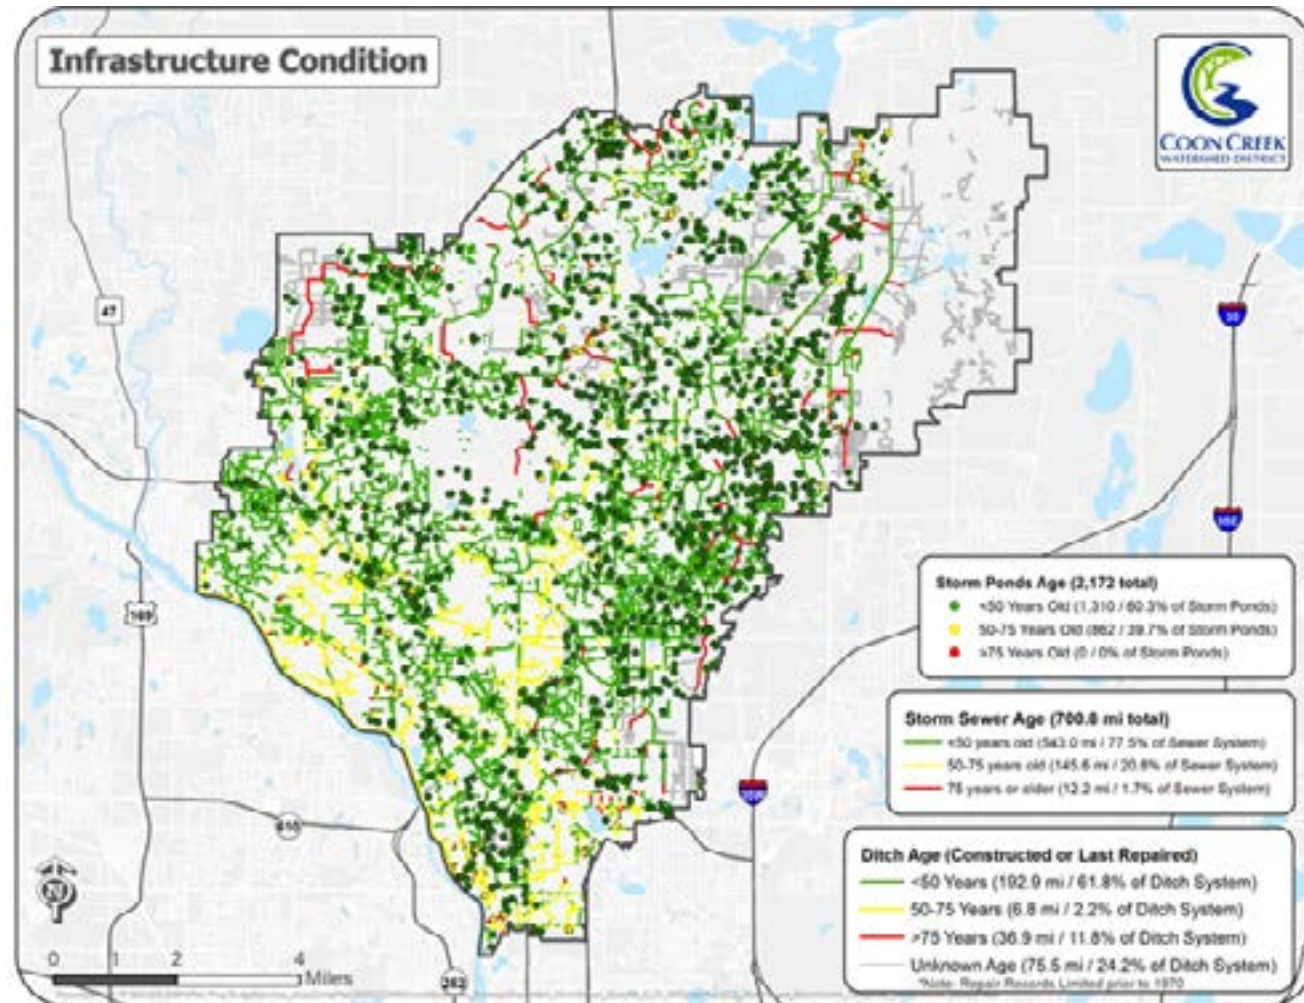 Infrastructure Condition
COON CREEK
WATERSHED DISTRICT
47
169
610
262
Storm Ponds Age (2,172 total)
<50 Years Old (1,310 / 60.3% of Storm Ponds)
50-75 Years Old (862 / 39.7% of Storm Ponds)
>75 Years Old (0 / 0% of Storm Ponds)
Storm Sewer Age (700.8 mi total)
<50 years old (543.0 mi / 77.5% of Sewer System)
50-75 years old (145.6 mi / 20.8% of Sewer System)
75 years or older (12.2 mi / 1.7% of Sewer System)
Ditch Age (Constructed or Last Repaired)
<50 Years (192.9 mi / 61.8% of Ditch System)
50-75 Years (6.8 mi / 2.2% of Ditch System)
>75 Years (36.9 mi / 11.8% of Ditch System)
Unknown Age (75.5 mi / 24.2% of Ditch System)
*Note: Repair Records Limited prior to 1970
N
0 1 2 4
Miles